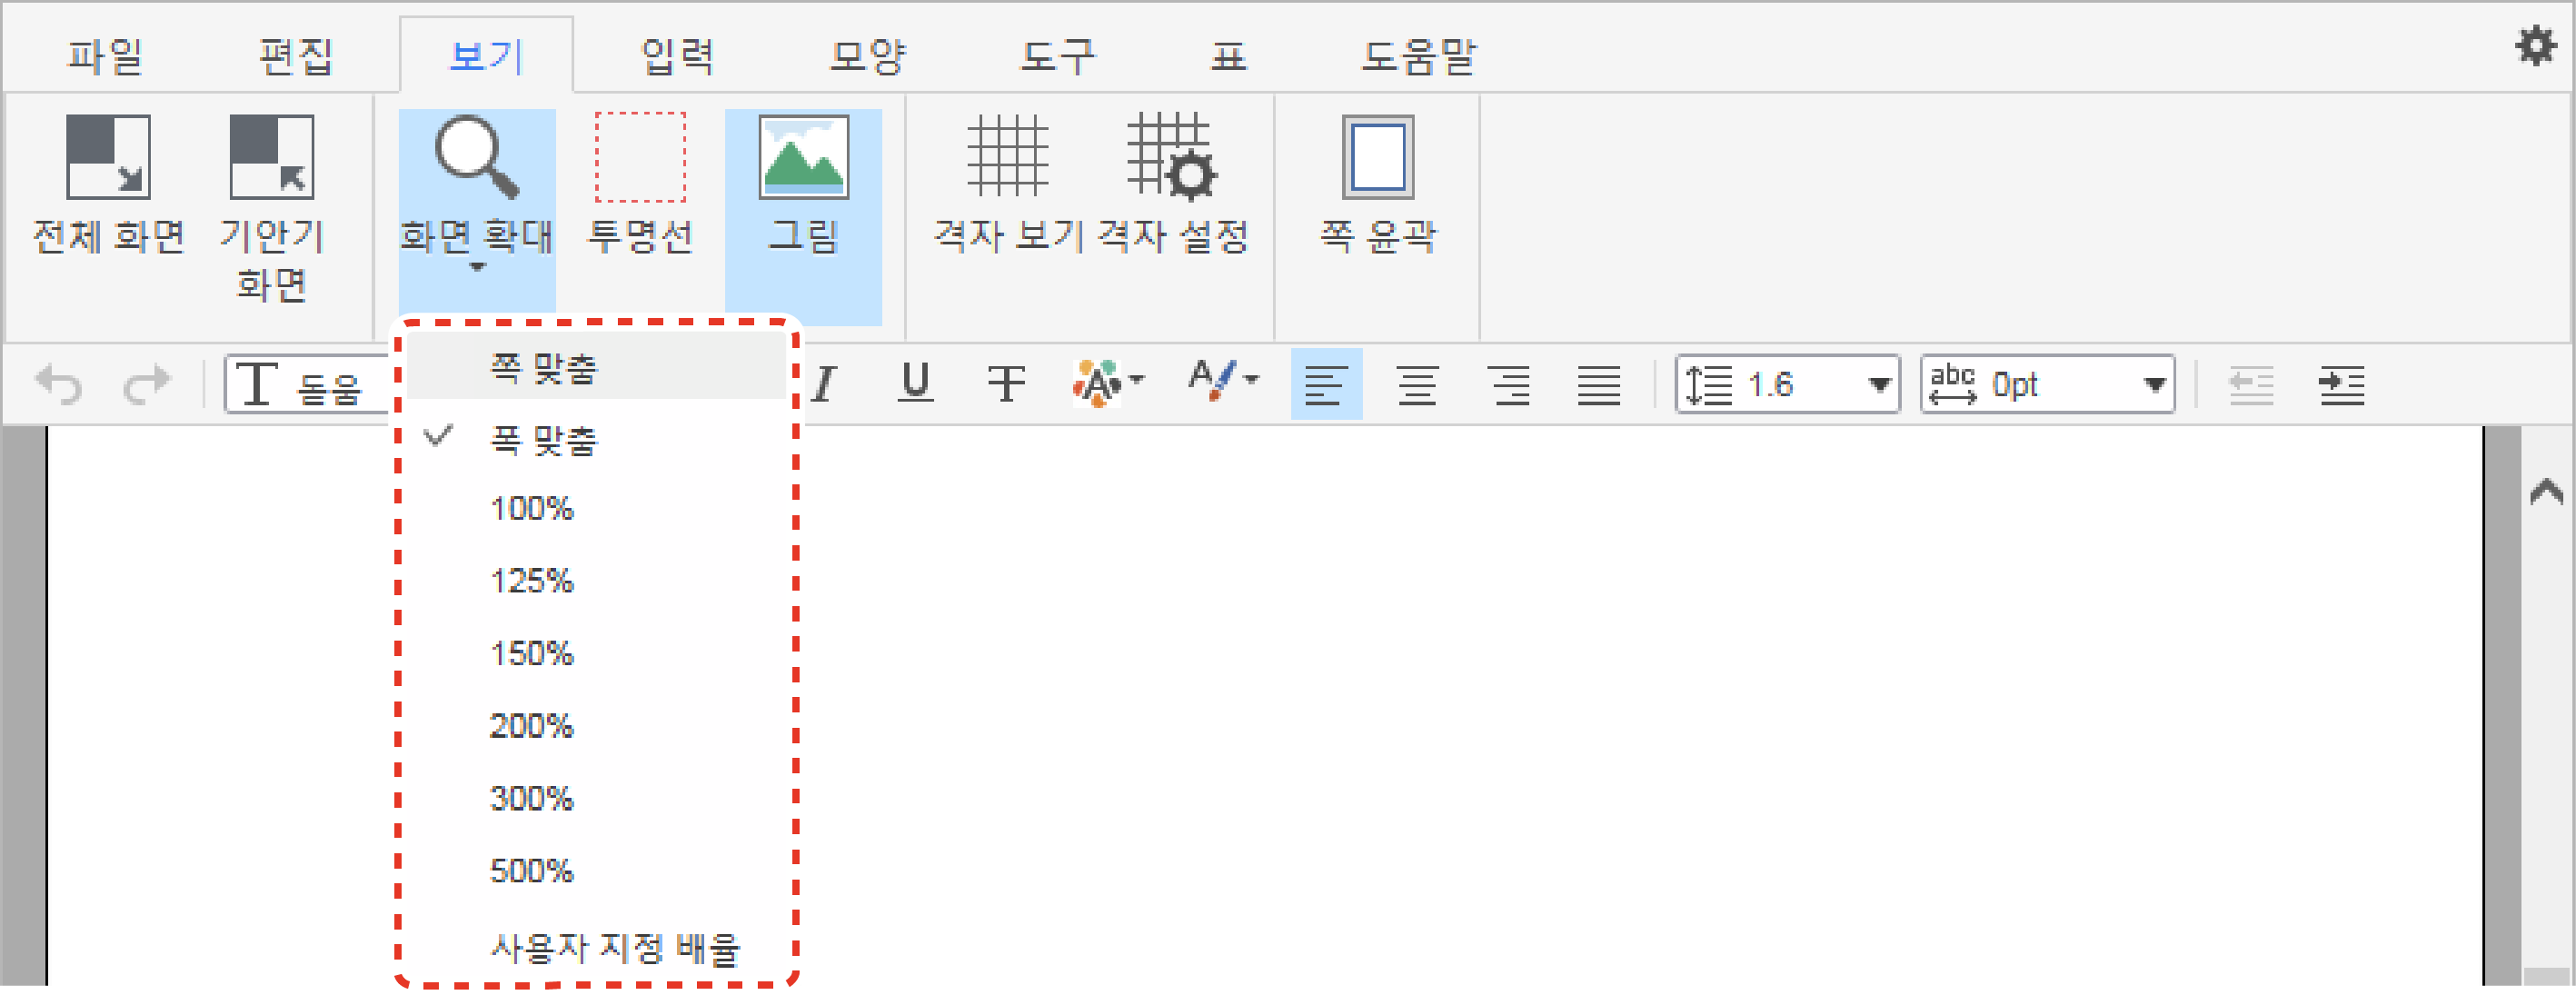 파일 편집 보기 입력 모양 도구 표 도움말
전체 화면 기안기 화면 화면 확대 투명선 그림 격자 보기 격자 설정 쪽 윤곽
돋움 1.6 abc 0pt
쪽 맞춤
폭 맞춤
100%
125%
150%
200%
300%
500%
사용자 지정 배율